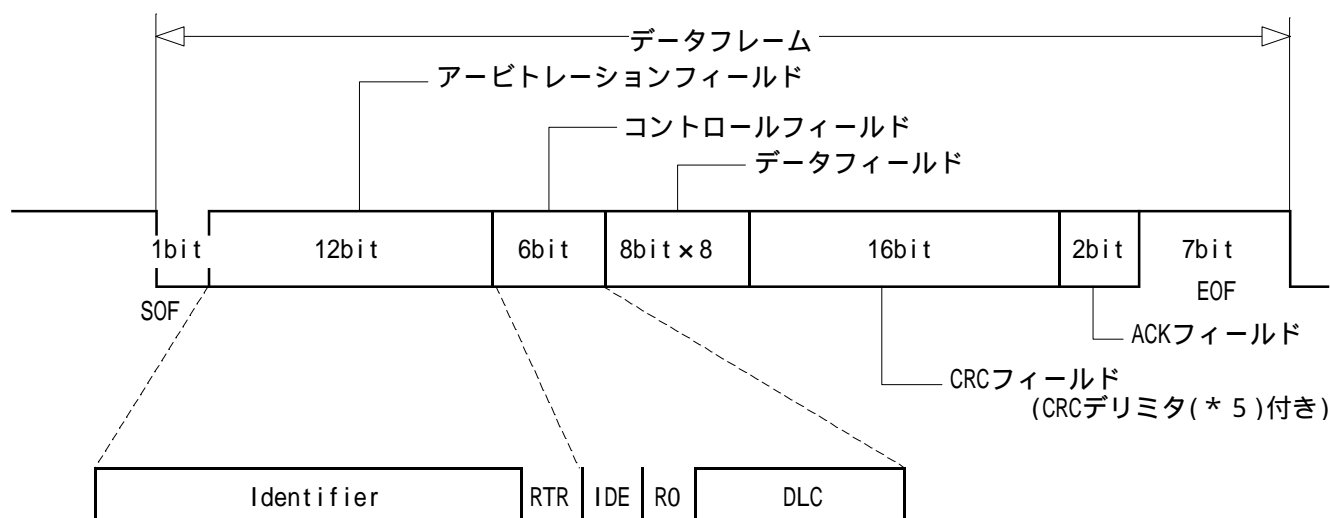 データフレーム
アービトレーションフィールド
コントロールフィールド
データフィールド
1bit 12bit 6bit 8bit×8 16bit 2bit 7bit
SOF
EOF
ACKフィールド
CRCフィールド
(CRCデリミタ(*5)付き)
Identifier RTR IDE RO DLC